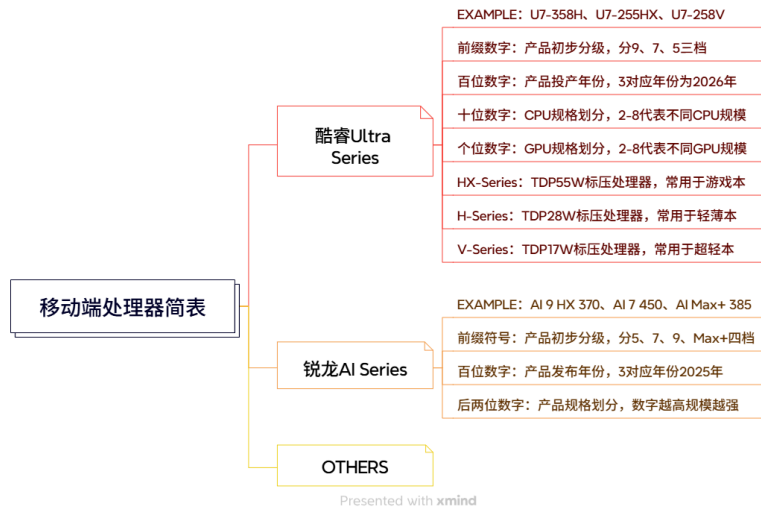 移动端处理器简表
酷睿Ultra
Series
EXAMPLE：U7-358H、U7-255HX、U7-258V
前缀数字：产品初步分级，分9、7、5三档
百位数字：产品投产年份，3对应年份为2026年
十位数字：CPU规格划分，2-8代表不同CPU规模
个位数字：GPU规格划分，2-8代表不同GPU规模
HX-Series：TDP55W标压处理器，常用于游戏本
H-Series：TDP28W标压处理器，常用于轻薄本
V-Series：TDP17W标压处理器，常用于超轻本
锐龙AI Series
EXAMPLE：AI 9 HX 370、AI 7 450、AI Max+ 385
前缀符号：产品初步分级，分5、7、9、Max+四档
百位数字：产品发布年份，3对应年份2025年
后两位数字：产品规格划分，数字越高规模越强
OTHERS
Presented with xmind